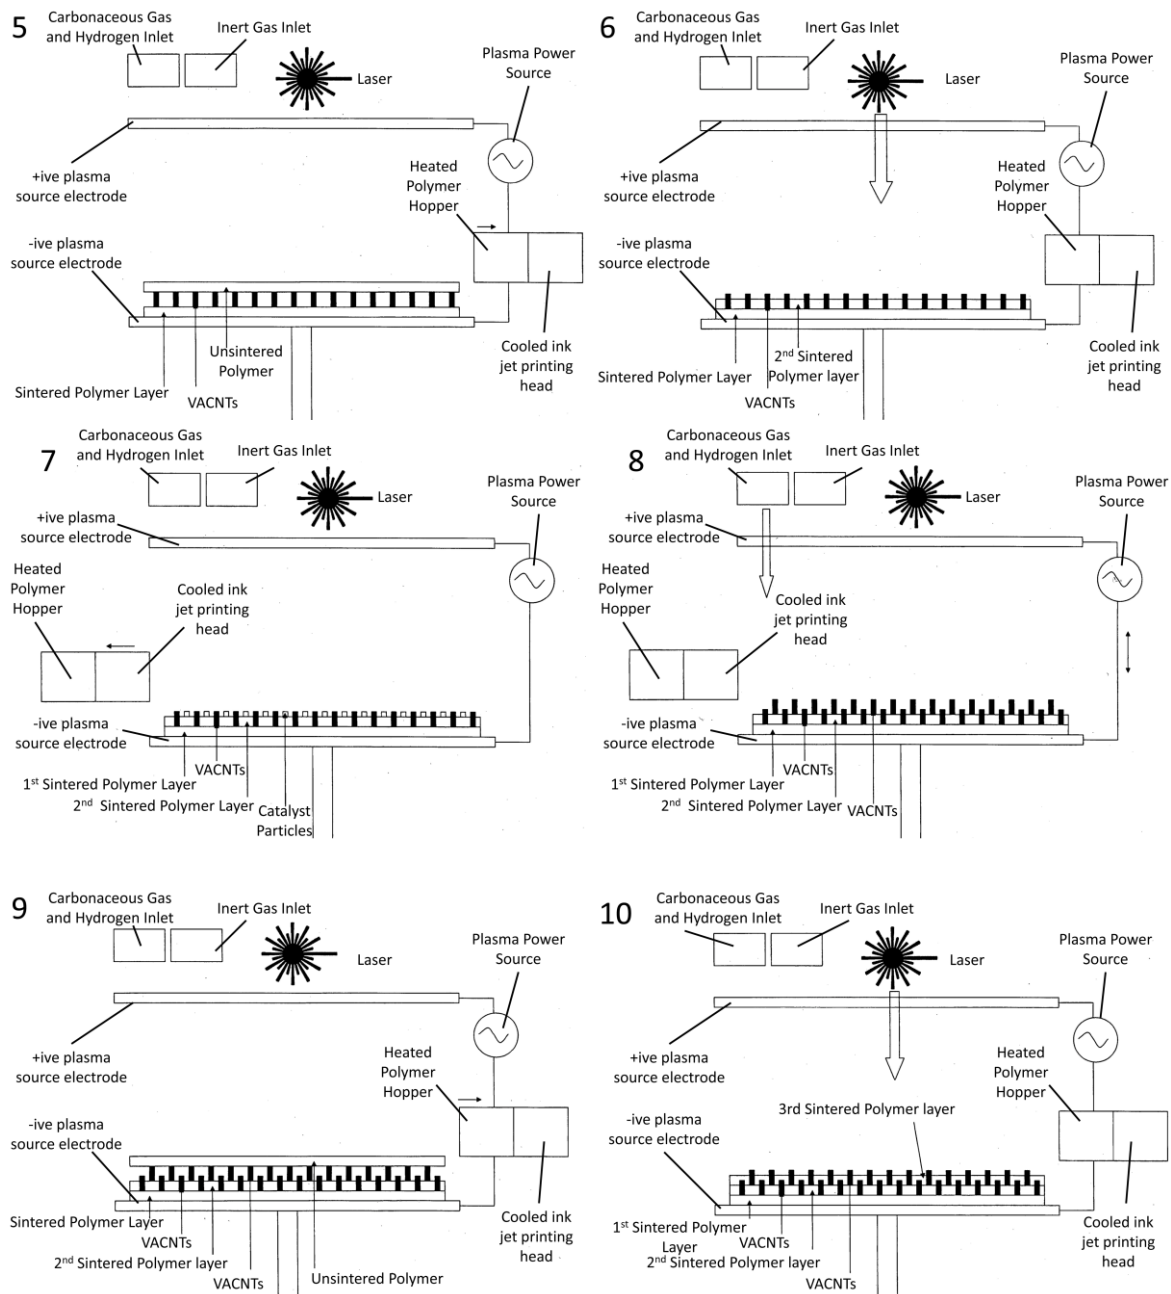 5
Carbonaceous Gas
and Hydrogen Inlet
Inert Gas Inlet
Laser
Plasma Power
Source
+ive plasma
source electrode
Heated
Polymer
Hopper
-ive plasma
source electrode
Unsintered
Polymer
Sintered Polymer Layer
VACNTs
Cooled ink
jet printing
head
6
Carbonaceous Gas
and Hydrogen Inlet
Inert Gas Inlet
Laser
Plasma Power
Source
+ive plasma
source electrode
Heated
Polymer
Hopper
-ive plasma
source electrode
2nd Sintered
Polymer layer
Sintered Polymer Layer
VACNTs
Cooled ink
jet printing
head
7
Carbonaceous Gas
and Hydrogen Inlet
Inert Gas Inlet
Laser
Plasma Power
Source
+ive plasma
source electrode
Heated
Polymer
Hopper
Cooled ink
jet printing
head
-ive plasma
source electrode
VACNTs
1st Sintered Polymer Layer
2nd Sintered Polymer Layer
Catalyst
Particles
8
Carbonaceous Gas
and Hydrogen Inlet
Inert Gas Inlet
Laser
Plasma Power
Source
+ive plasma
source electrode
Heated
Polymer
Hopper
Cooled ink
jet printing
head
-ive plasma
source electrode
VACNTs
1st Sintered Polymer Layer
2nd Sintered Polymer Layer
VACNTs
9
Carbonaceous Gas
and Hydrogen Inlet
Inert Gas Inlet
Laser
Plasma Power
Source
+ive plasma
source electrode
Heated
Polymer
Hopper
-ive plasma
source electrode
Sintered Polymer Layer
VACNTs
2nd Sintered Polymer layer
VACNTs
Unsintered Polymer
Cooled ink
jet printing
head
10
Carbonaceous Gas
and Hydrogen Inlet
Inert Gas Inlet
Laser
Plasma Power
Source
+ive plasma
source electrode
Heated
Polymer
Hopper
3rd Sintered Polymer layer
-ive plasma
source electrode
1st Sintered Polymer
Layer
VACNTs
2nd Sintered Polymer layer
VACNTs
Cooled ink
jet printing
head